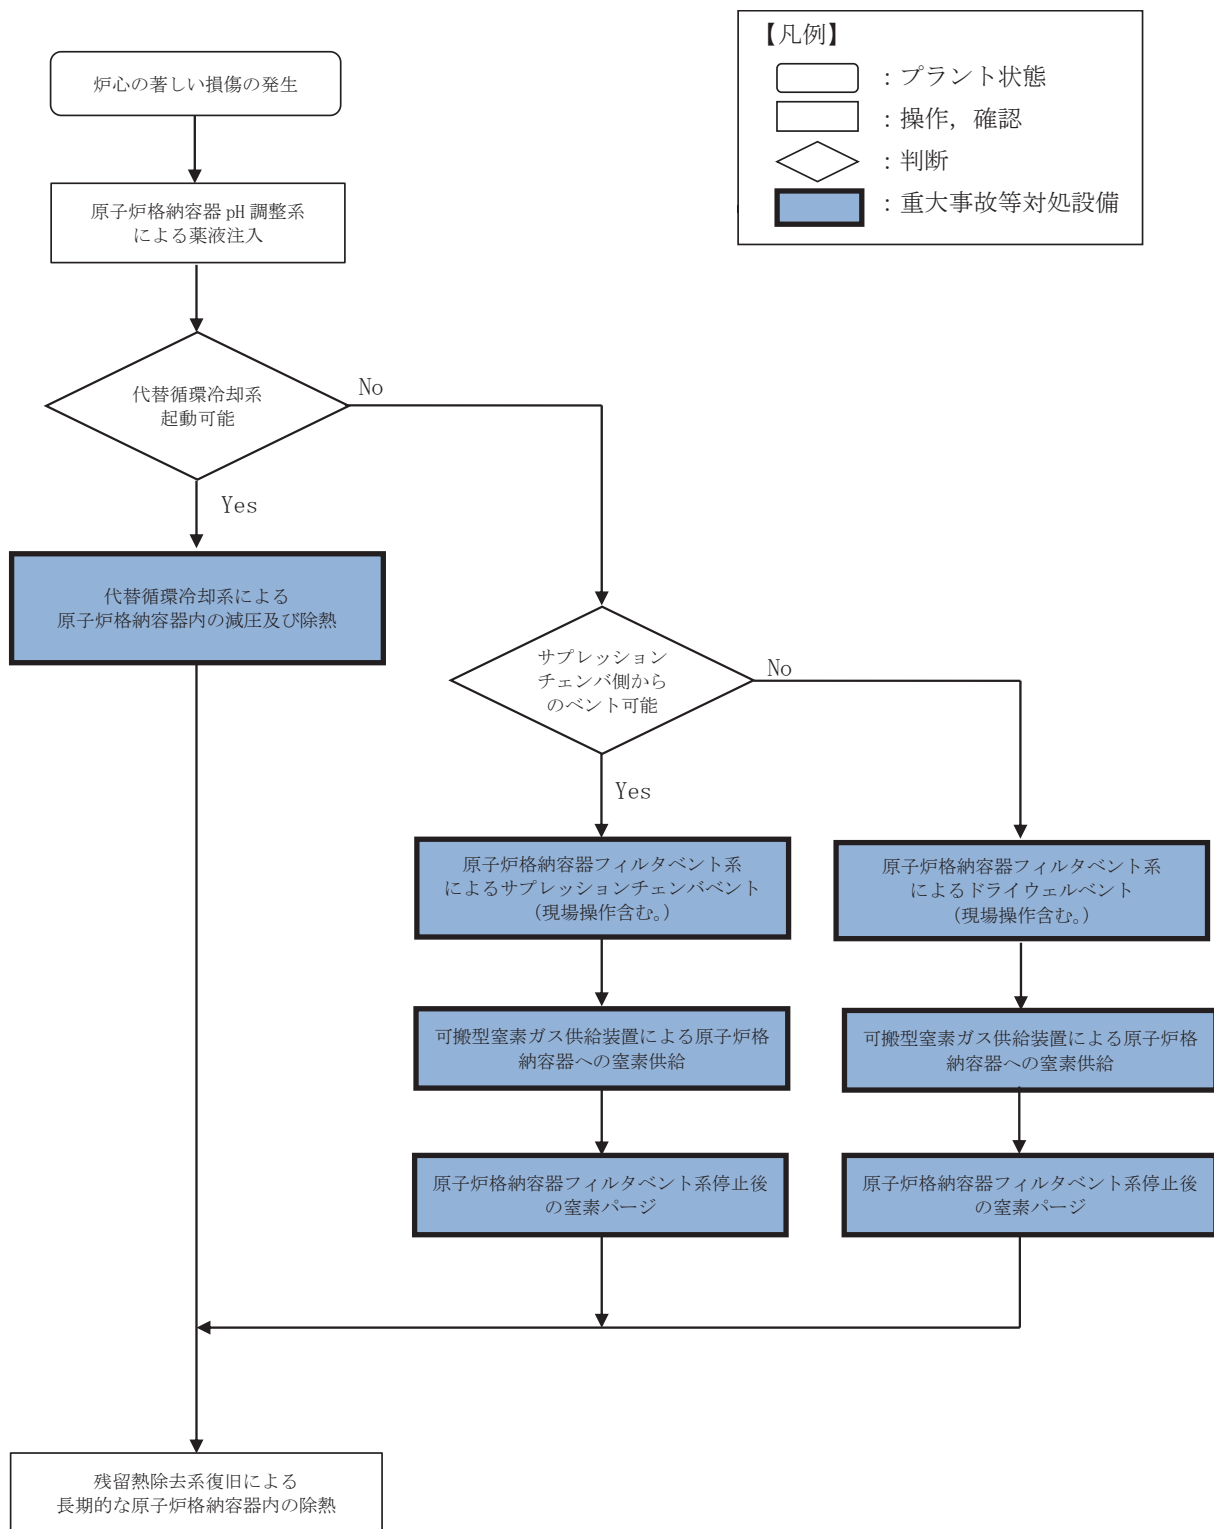 【凡例】
：プラント状態
：操作，確認
：判断
：重大事故等対処設備
炉心の著しい損傷の発生
原子炉格納容器 pH 調整系
による薬液注入
代替循環冷却系
起動可能
No
Yes
代替循環冷却系による
原子炉格納容器内の減圧及び除熱
サプレッション
チェンバ側から
のベント可能
No
Yes
原子炉格納容器フィルタベント系
によるサプレッションチェンバベント
（現場操作含む。）
原子炉格納容器フィルタベント系
によるドライウェルベント
（現場操作含む。）
可搬型窒素ガス供給装置による原子炉格
納容器への窒素供給
可搬型窒素ガス供給装置による原子炉格
納容器への窒素供給
原子炉格納容器フィルタベント系停止後
の窒素パージ
原子炉格納容器フィルタベント系停止後
の窒素パージ
残留熱除去系復旧による
長期的な原子炉格納容器内の除熱